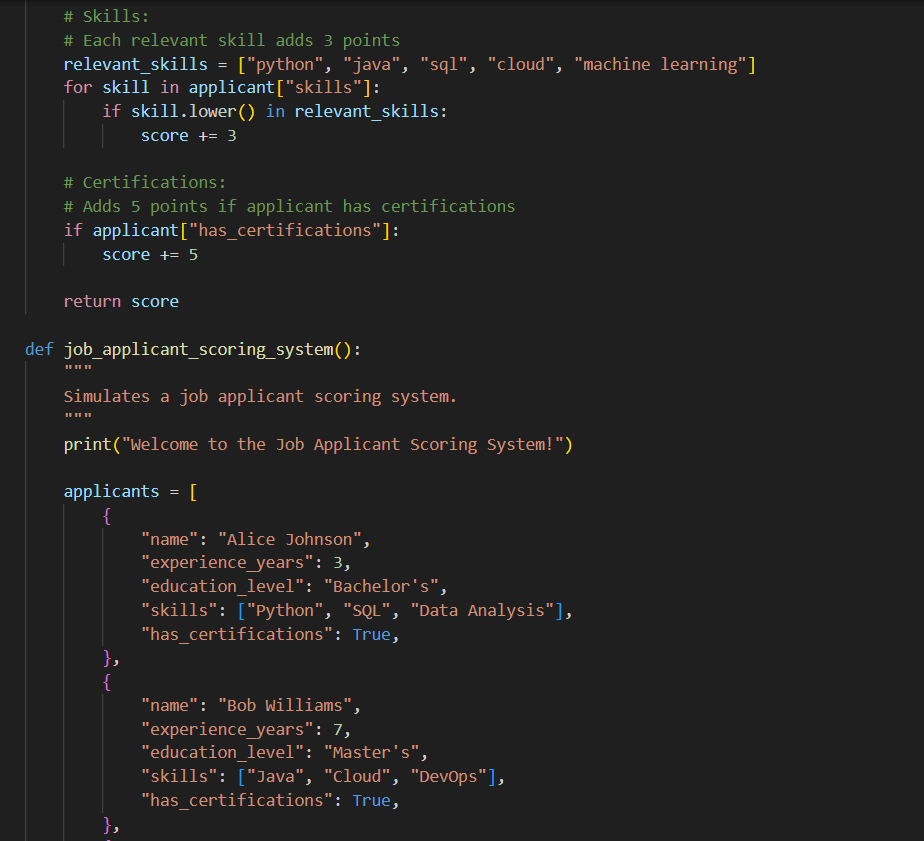 # Skills:
# Each relevant skill adds 3 points
relevant_skills = ["python", "java", "sql", "cloud", "machine learning"]
for skill in applicant["skills"]:
    if skill.lower() in relevant_skills:
        score += 3

# Certifications:
# Adds 5 points if applicant has certifications
if applicant["has_certifications"]:
    score += 5

return score

def job_applicant_scoring_system():
    """
    Simulates a job applicant scoring system.
    """
    print("Welcome to the Job Applicant Scoring System!")

    applicants = [
        {
            "name": "Alice Johnson",
            "experience_years": 3,
            "education_level": "Bachelor's",
            "skills": ["Python", "SQL", "Data Analysis"],
            "has_certifications": True,
        },
        {
            "name": "Bob Williams",
            "experience_years": 7,
            "education_level": "Master's",
            "skills": ["Java", "Cloud", "DevOps"],
            "has_certifications": True,
        },